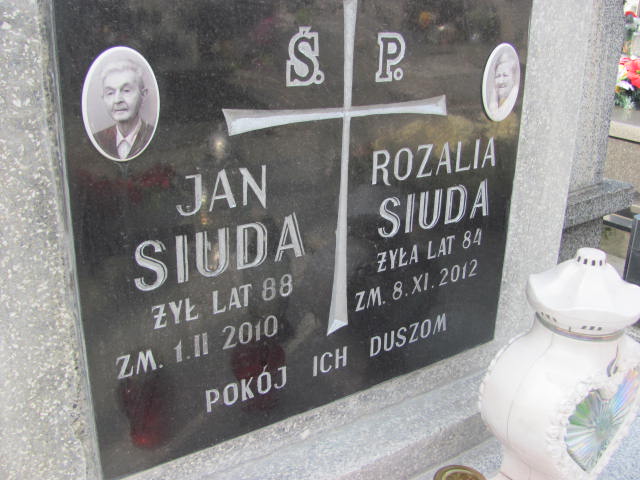 Ś. P.
JAN
SIUDA
ŻYŁ LAT 88
ZM. 1.II 2010
ROZALIA
SIUDA
ŻYŁA LAT 84
ZM. 8.XI.2012
POKÓJ ICH DUSZOM